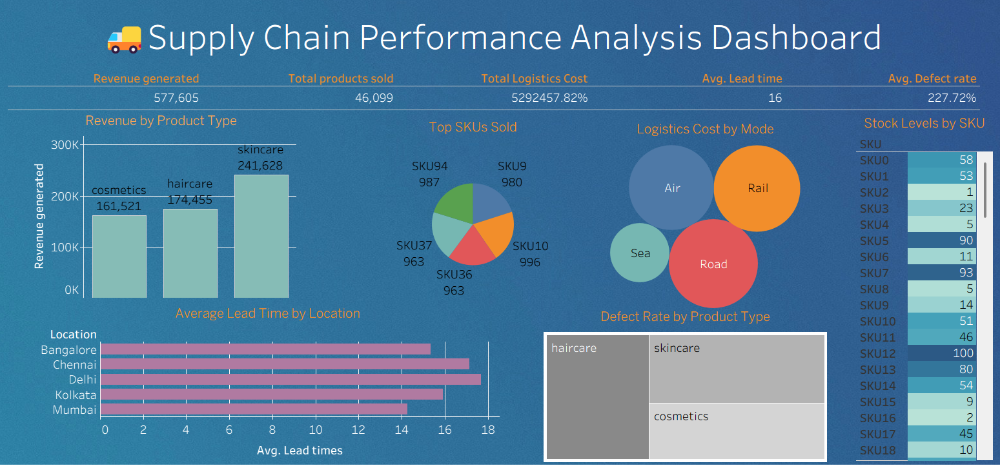 Supply Chain Performance Analysis Dashboard
Revenue generated Total products sold Total Logistics Cost Avg. Lead time Avg. Defect rate
577,605 46,099 5292457.82% 16 227.72%
Revenue by Product Type
Revenue generated
300K
200K
100K
0K
cosmetics
161,521
haircare
174,455
skincare
241,628
Top SKUs Sold
SKU94
987
SKU9
980
SKU37
963
SKU10
996
SKU36
963
Logistics Cost by Mode
Air
Rail
Sea
Road
Stock Levels by SKU
SKU
SKU0 58
SKU1 53
SKU2 1
SKU3 23
SKU4 5
SKU5 90
SKU6 11
SKU7 93
SKU8 5
SKU9 14
SKU10 51
SKU11 46
SKU12 100
SKU13 80
SKU14 54
SKU15 9
SKU16 2
SKU17 45
SKU18 10
Average Lead Time by Location
Location
Bangalore
Chennai
Delhi
Kolkata
Mumbai
0 2 4 6 8 10 12 14 16 18
Avg. Lead times
Defect Rate by Product Type
haircare
skincare
cosmetics